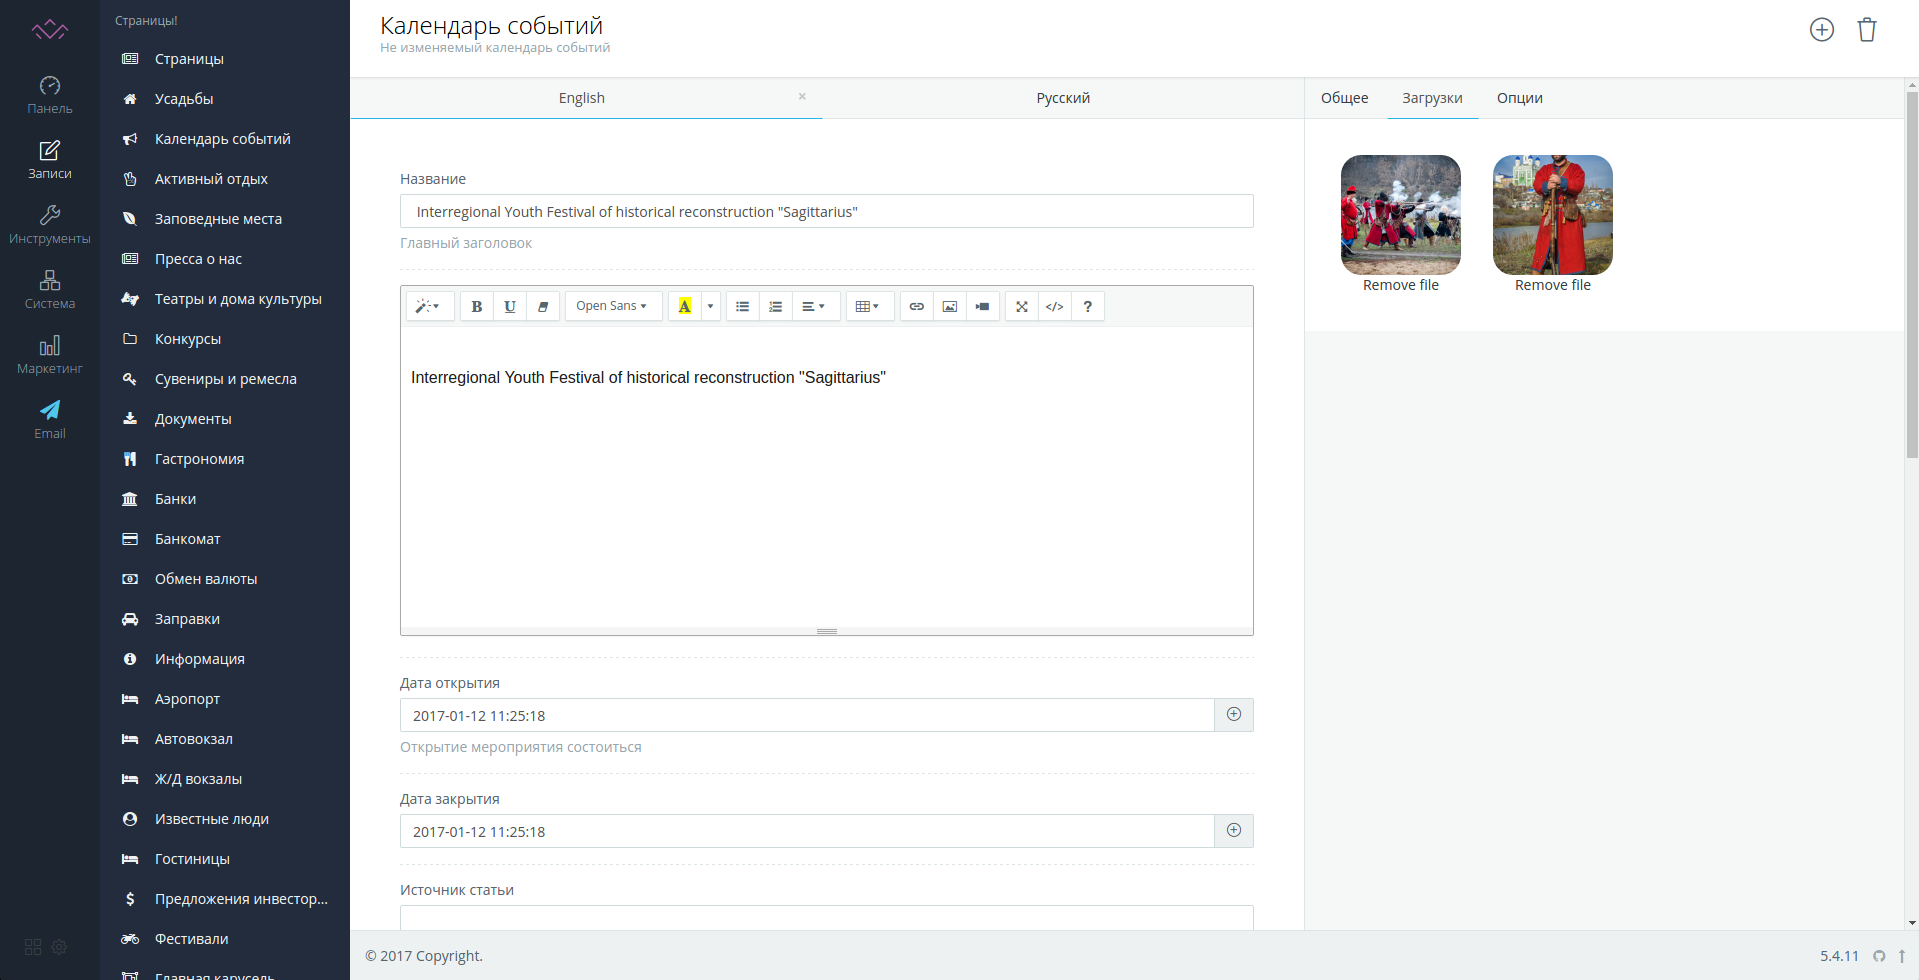 Панель
Записи
Инструменты
Система
Маркетинг
Email
Страницы!
Страницы
Усадьбы
Календарь событий
Активный отдых
Заповедные места
Пресса о нас
Театры и дома культуры
Конкурсы
Сувениры и ремесла
Документы
Гастрономия
Банки
Банкомат
Обмен валюты
Заправки
Информация
Аэропорт
Автовокзал
Ж/Д вокзалы
Известные люди
Гостиницы
Предложения инвестор...
Фестивали
Главная карусель
Календарь событий
Не изменяемый календарь событий
English × Русский
Название
Interregional Youth Festival of historical reconstruction "Sagittarius"
Главный заголовок
B U Open Sans A </> ?
Interregional Youth Festival of historical reconstruction "Sagittarius"
Дата открытия
2017-01-12 11:25:18
Открытие мероприятия состоиться
Дата закрытия
2017-01-12 11:25:18
Источник статьи
Общее Загрузки Опции
Remove file Remove file
© 2017 Copyright. 5.4.11